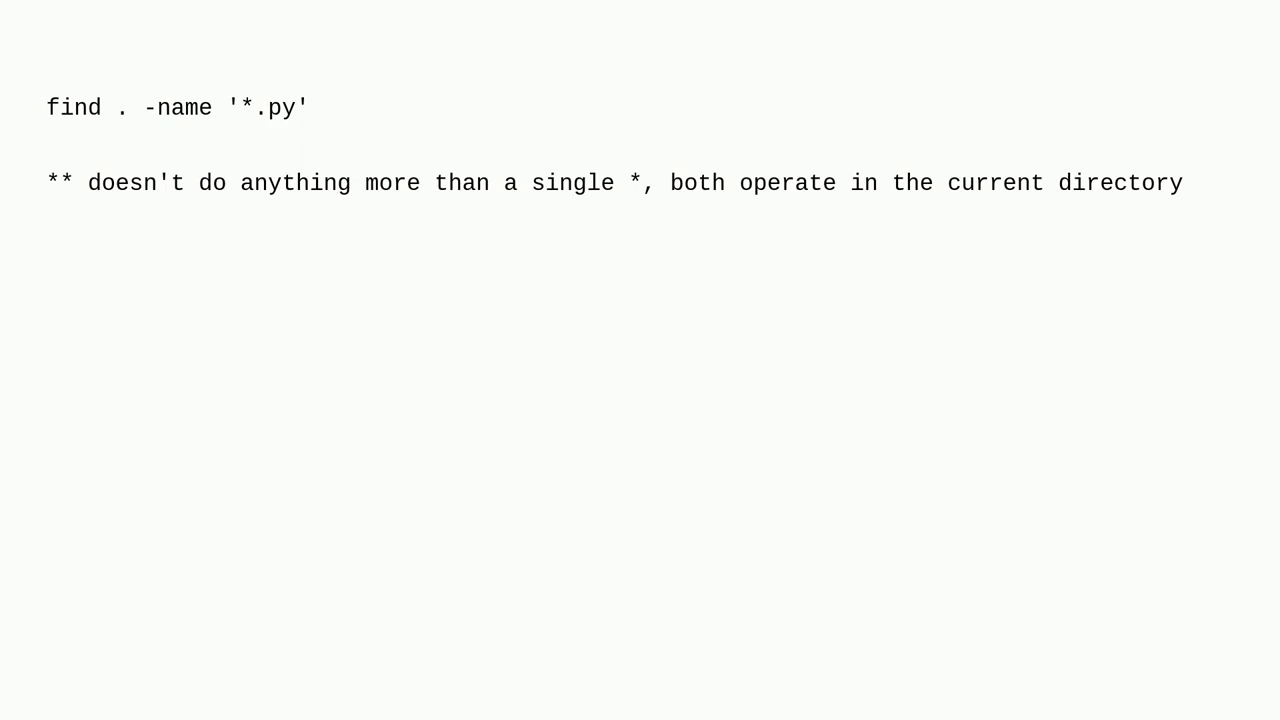 find . -name '*.py'
** doesn't do anything more than a single *, both operate in the current directory